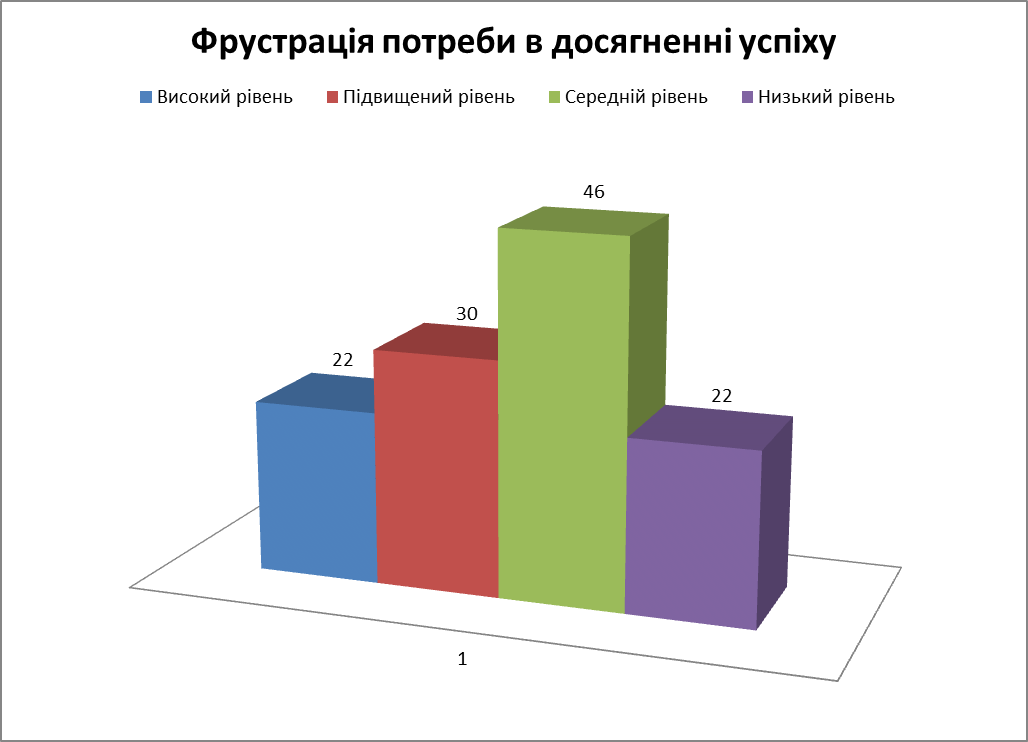 Фрустрація потреби в досягненні успіху
Високий рівень Підвищений рівень Середній рівень Низький рівень
46
30
22
22
1